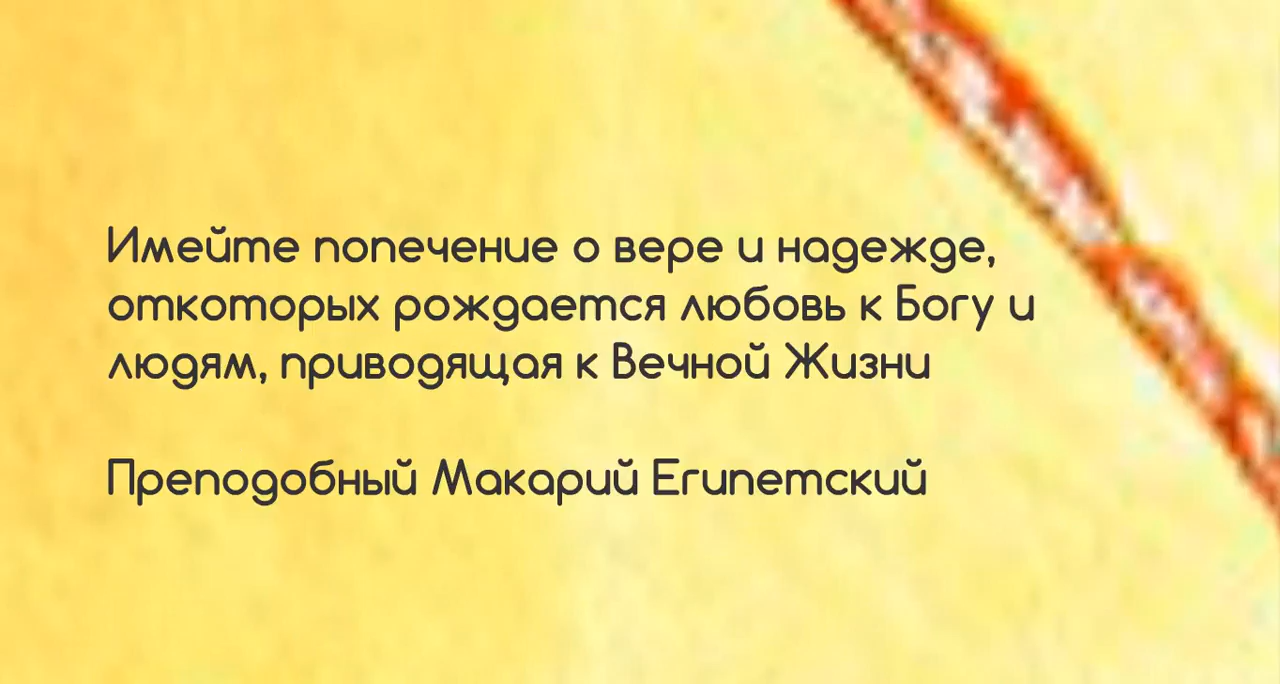 Имейте попечение о вере и надежде,
откоторых рождается любовь к Богу и
людям, приводящая к Вечной Жизни
Преподобный Макарий Египетский